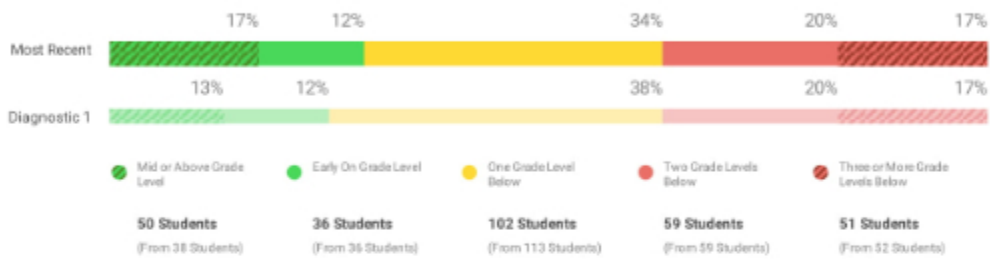 17% 12% 34% 20% 17%
Most Recent
13% 12% 38% 20% 17%
Diagnostic 1
Mid or Above Grade
Level
Early On Grade Level
One Grade Level
Below
Two Grade Levels
Below
Three or More Grade
Levels Below
50 Students
36 Students
102 Students
59 Students
51 Students
(From 38 Students)
(From 36 Students)
(From 113 Students)
(From 59 Students)
(From 52 Students)